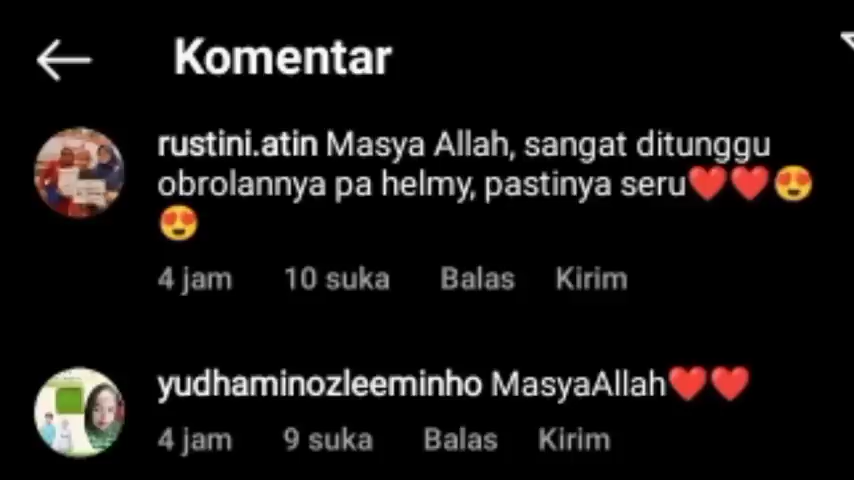 Komentar
rustini.atin Masya Allah, sangat ditunggu
obrolannya pa helmy, pastinya seru❤️❤️😍
😍
4 jam 10 suka Balas Kirim
yudhaminozleeminho MasyaAllah❤️❤️
4 jam 9 suka Balas Kirim